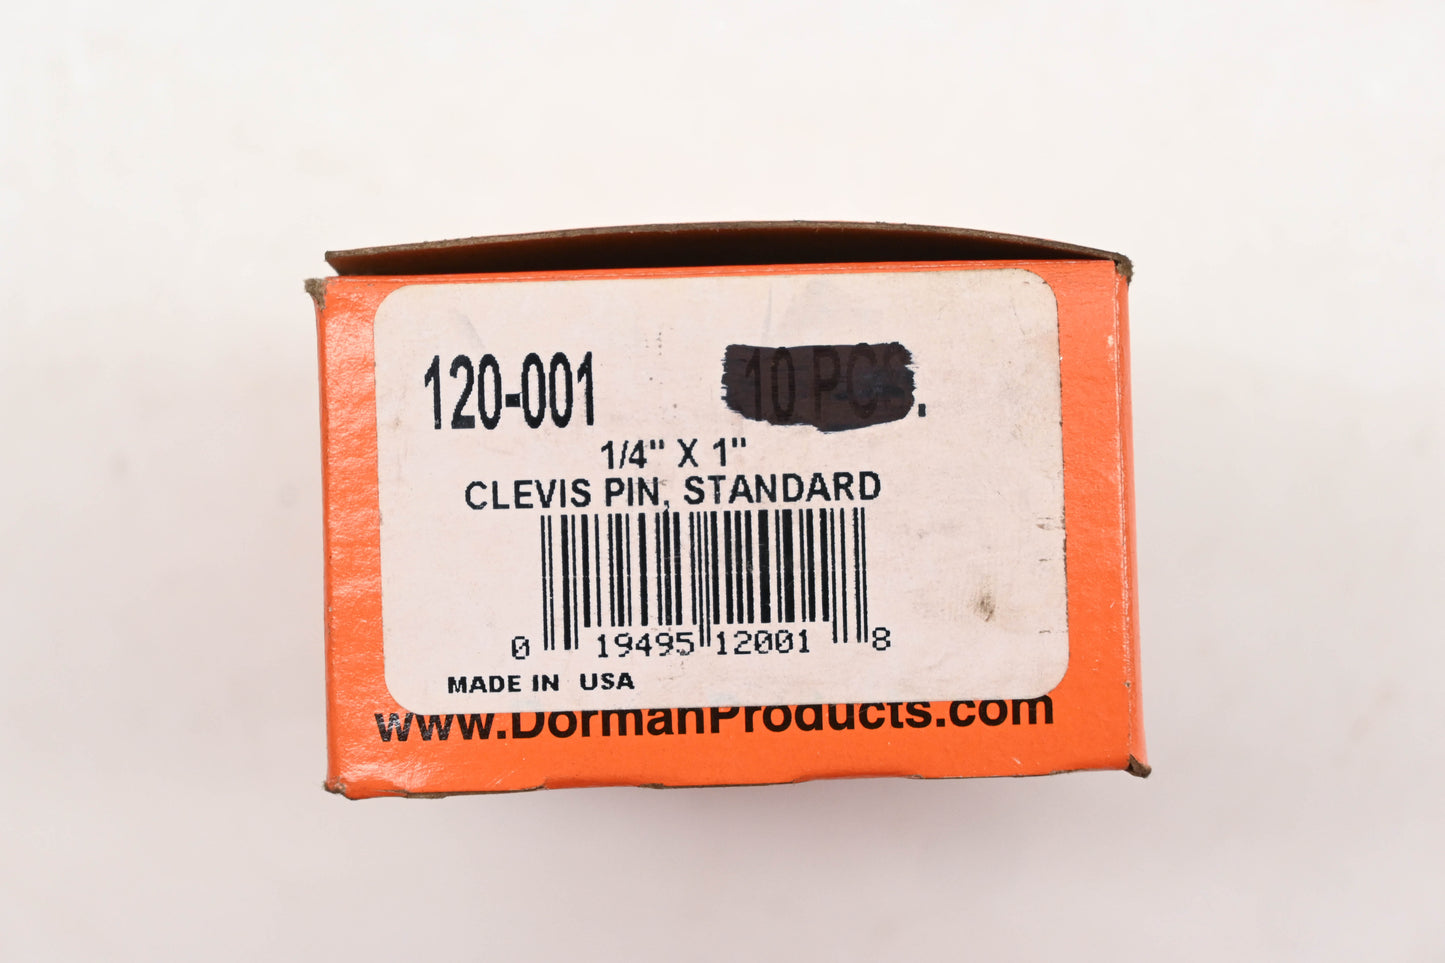 120-001 10 PCS.
1/4" X 1"
CLEVIS PIN, STANDARD
0 19495 12001 8
MADE IN USA
www.DormanProducts.com